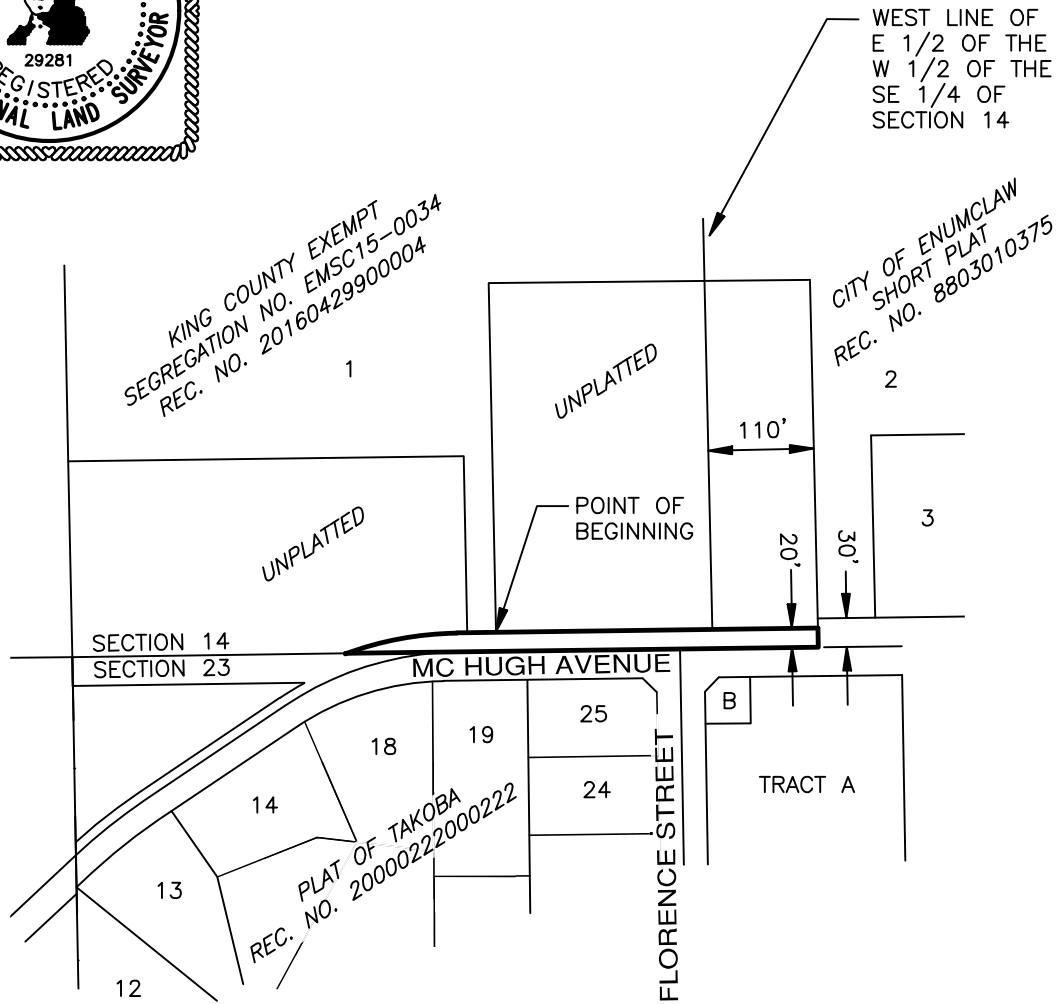 29281
REGISTERED
NAL LAND SURVEYOR
WEST LINE OF
E 1/2 OF THE
W 1/2 OF THE
SE 1/4 OF
SECTION 14
KING COUNTY EXEMPT
SEGREGATION NO. EMSC15-0034
REC. NO. 20160429900004
1
CITY OF ENUMCLAW
SHORT PLAT
REC. NO. 8803010375
2
UNPLATTED
110'
3
POINT OF
BEGINNING
UNPLATTED
20'
30'
SECTION 14
SECTION 23
MC HUGH AVENUE
B
25
18
19
24
TRACT A
14
FLORENCE STREET
PLAT OF TAKOBA
REC. NO. 20000222000222
13
12